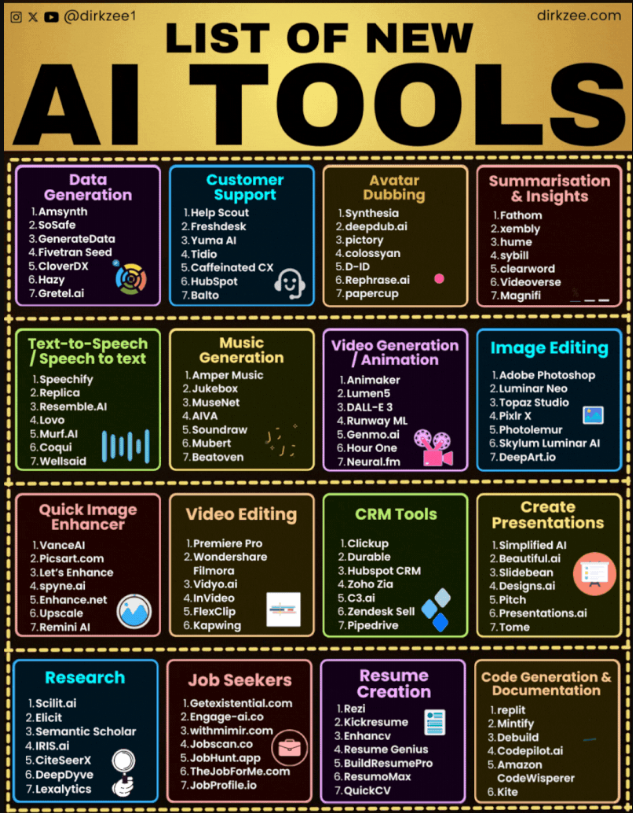 @dirkzee1
dirkzee.com
LIST OF NEW
AI TOOLS
Data
Generation
1.Amsynth
2.SoSafe
3.GenerateData
4.Fivetran Seed
5.CloverDX
6.Hazy
7.Gretel.ai
Customer
Support
1.Help Scout
2.Freshdesk
3.Yuma AI
4.Tidio
5.Caffeinated CX
6.HubSpot
7.Balto
Avatar
Dubbing
1.Synthesia
2.deepdub.ai
3.pictory
4.colossyan
5.D-ID
6.Rephrase.ai
7.papercup
Summarisation
& Insights
1.Fathom
2.xembly
3.hume
4.sybill
5.clearword
6.Videoverse
7.Magnifi
Text-to-Speech
/ Speech to text
1.Speechify
2.Replica
3.Resemble.AI
4.Lovo
5.Murf.AI
6.Coqui
7.Wellsaid
Music
Generation
1.Amper Music
2.Jukebox
3.MuseNet
4.AIVA
5.Soundraw
6.Mubert
7.Beatoven
Video Generation
/ Animation
1.Animaker
2.Lumen5
3.DALL-E 3
4.Runway ML
5.Genmo.ai
6.Hour One
7.Neural.fm
Image Editing
1.Adobe Photoshop
2.Luminar Neo
3.Topaz Studio
4.Pixlr X
5.Photolemur
6.Skylum Luminar AI
7.DeepArt.io
Quick Image
Enhancer
1.VanceAI
2.Picsart.com
3.Let's Enhance
4.spyne.ai
5.Enhance.net
6.Upscale
7.Remini AI
Video Editing
1.Premiere Pro
2.Wondershare
Filmora
3.Vidyo.ai
4.InVideo
5.FlexClip
6.Kapwing
CRM Tools
1.Clickup
2.Durable
3.Hubspot CRM
4.Zoho Zia
5.C3.ai
6.Zendesk Sell
7.Pipedrive
Create
Presentations
1.Simplified AI
2.Beautiful.ai
3.Slidebean
4.Designs.ai
5.Pitch
6.Presentations.ai
7.Tome
Research
1.Scilit.ai
2.Elicit
3.Semantic Scholar
4.IRIS.ai
5.CiteSeerX
6.DeepDyve
7.Lexalytics
Job Seekers
1.Getexistential.com
2.Engage-ai.co
3.withmimir.com
4.Jobscan.co
5.JobHunt.app
6.TheJobForMe.com
7.JobProfile.io
Resume
Creation
1.Rezi
2.Kickresume
3.Enhancv
4.Resume Genius
5.BuildResumePro
6.ResumoMax
7.QuickCV
Code Generation &
Documentation
1.replit
2.Mintify
3.Debuild
4.Codepilot.ai
5.Amazon
CodeWisperer
6.Kite